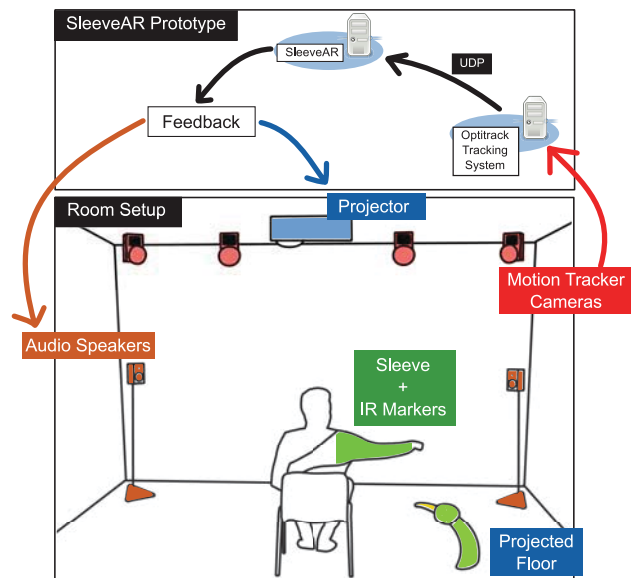 SleeveAR Prototype
SleeveAR
UDP
Feedback
Optitrack
Tracking
System
Room Setup
Projector
Motion Tracker
Cameras
Audio Speakers
Sleeve
+
IR Markers
Projected
Floor